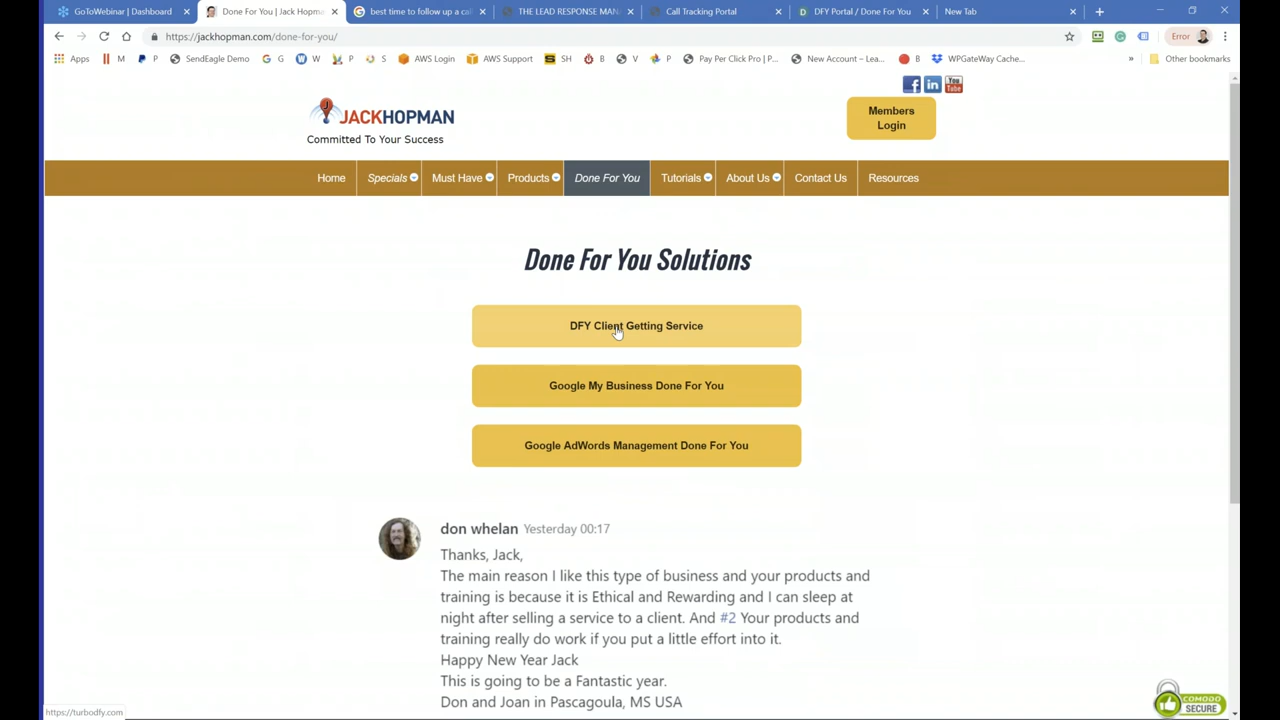 GoToWebinar | Dashboard
Done For You | Jack Hopm
best time to follow up a cal
THE LEAD RESPONSE MAN
Call Tracking Portal
DFY Portal / Done For You
New Tab
https://jackhopman.com/done-for-you/
Error
Apps
M
P
SendEagle Demo
G
G
W
P
S
AWS Login
AWS Support
SH
B
V
P
Pay Per Click Pro | P...
New Account – Lea...
B
WPGateWay Cache...
»
Other bookmarks
You
Tube
JACKHOPMAN
Committed To Your Success
Members
Login
Home
Specials
Must Have
Products
Done For You
Tutorials
About Us
Contact Us
Resources
Done For You Solutions
DFY Client Getting Service
Google My Business Done For You
Google AdWords Management Done For You
don whelan Yesterday 00:17
Thanks, Jack,
The main reason I like this type of business and your products and
training is because it is Ethical and Rewarding and I can sleep at
night after selling a service to a client. And #2 Your products and
training really do work if you put a little effort into it.
Happy New Year Jack
This is going to be a Fantastic year.
Don and Joan in Pascagoula, MS USA
COMODO
SECURE
https://turbodfy.com